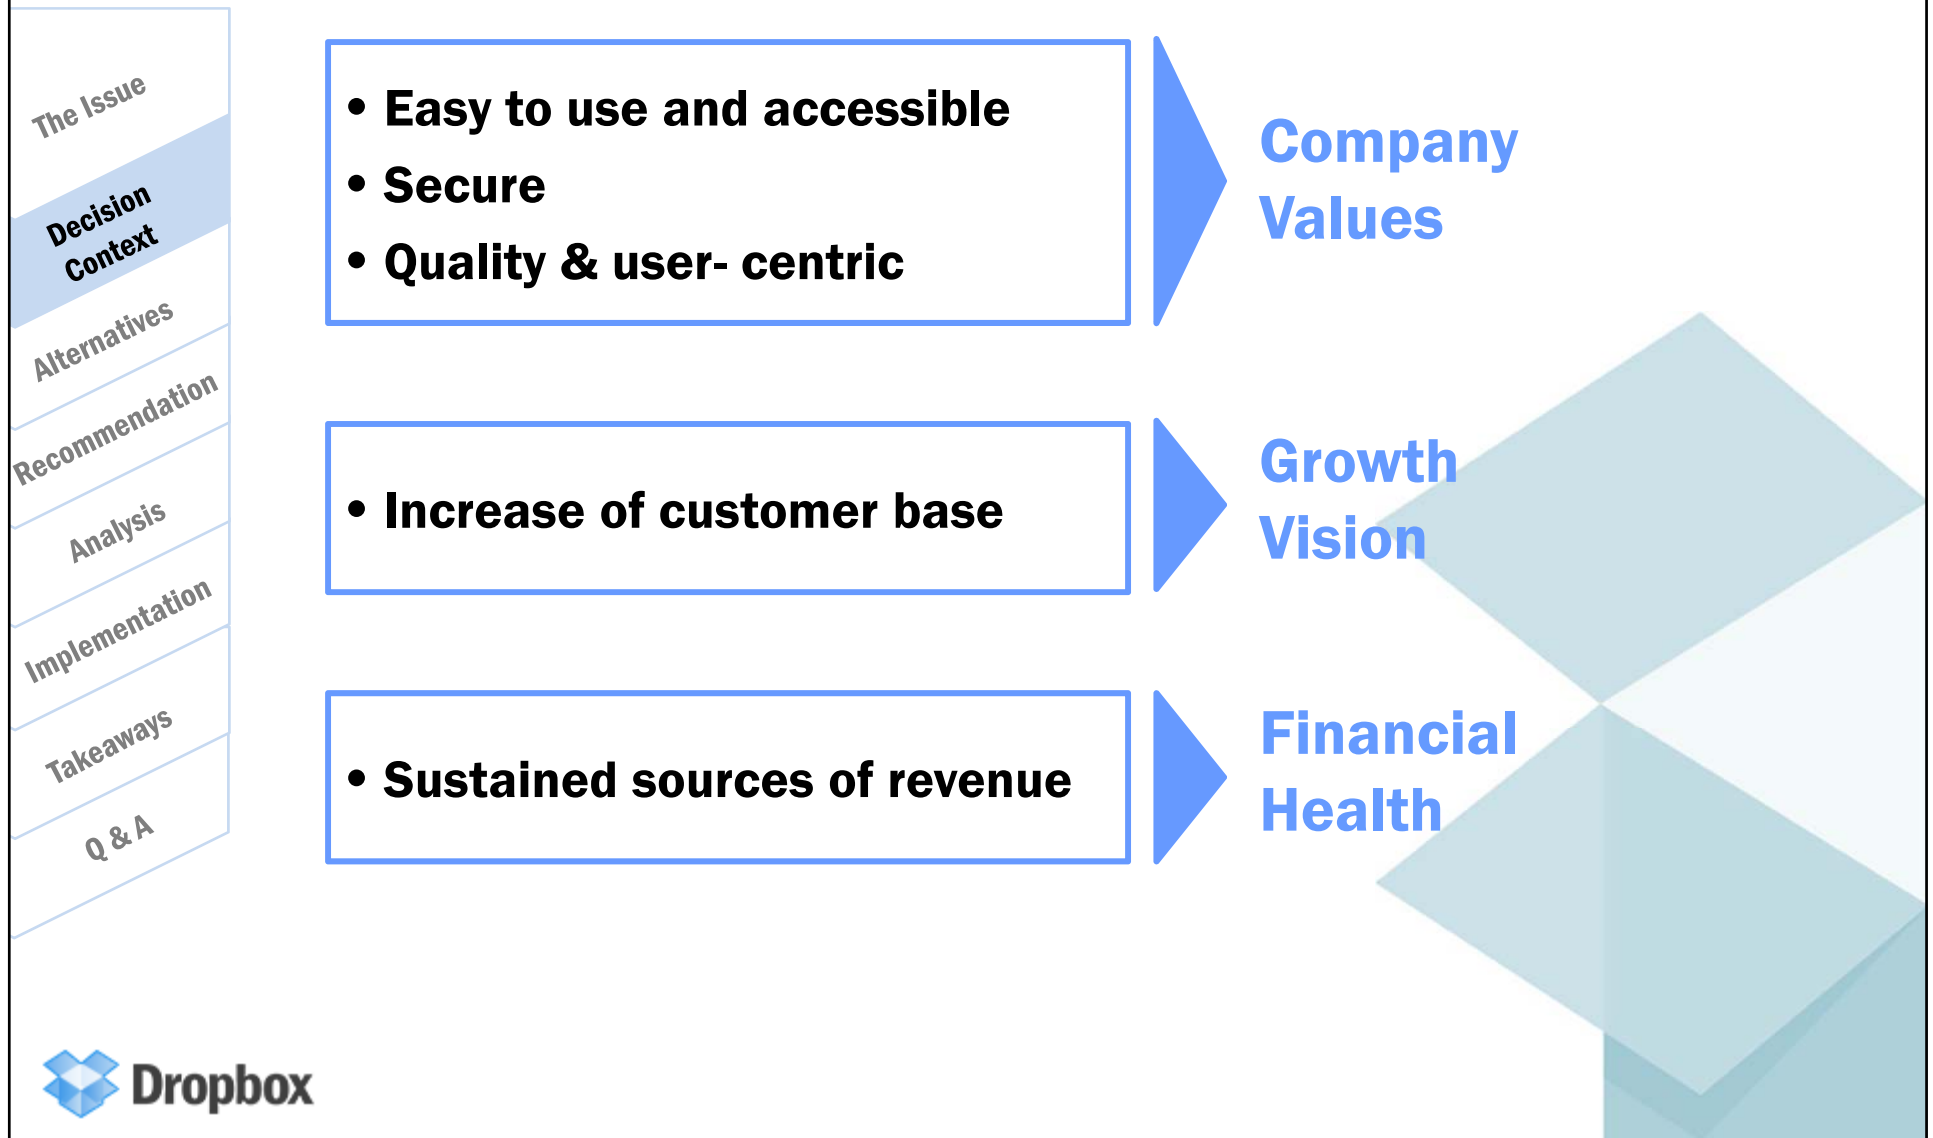 The Issue
Decision
Context
Alternatives
Recommendation
Analysis
Implementation
Takeaways
Q & A
• Easy to use and accessible
• Secure
• Quality & user- centric
Company
Values
• Increase of customer base
Growth
Vision
• Sustained sources of revenue
Financial
Health
Dropbox